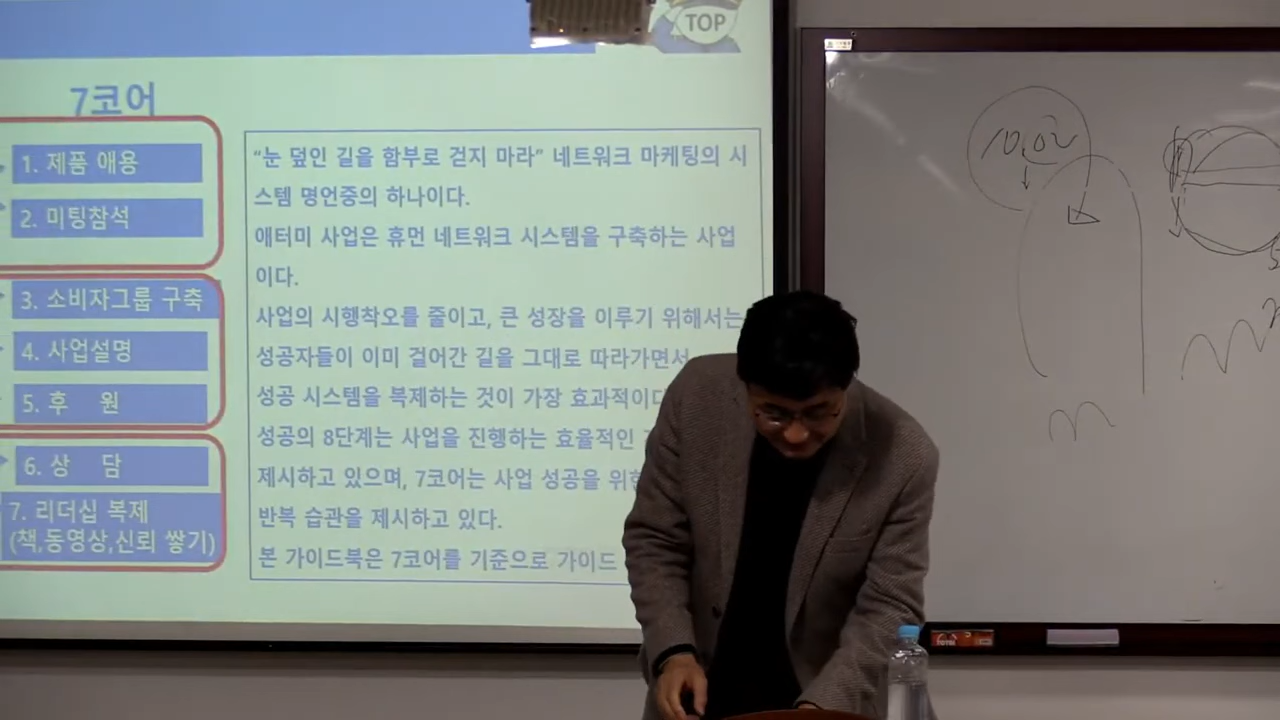 TOP
7코어
1. 제품 애용
2. 미팅참석
3. 소비자그룹 구축
4. 사업설명
5. 후 원
6. 상 담
7. 리더십 복제
(책,동영상,신뢰 쌓기)
“눈 덮인 길을 함부로 걷지 마라” 네트워크 마케팅의 시
스템 명언중의 하나이다.
애터미 사업은 휴먼 네트워크 시스템을 구축하는 사업
이다.
사업의 시행착오를 줄이고, 큰 성장을 이루기 위해서는
성공자들이 이미 걸어간 길을 그대로 따라가면서
성공 시스템을 복제하는 것이 가장 효과적이다
성공의 8단계는 사업을 진행하는 효율적인
제시하고 있으며, 7코어는 사업 성공을 위한
반복 습관을 제시하고 있다.
본 가이드북은 7코어를 기준으로 가이드